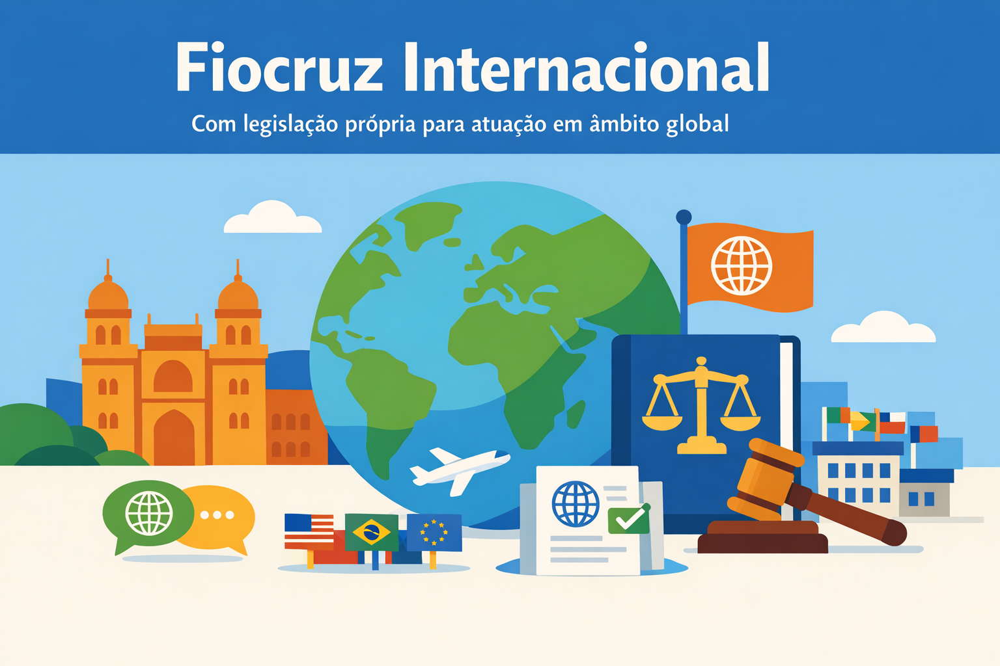 Fiocruz Internacional
Com legislação própria para atuação em âmbito global